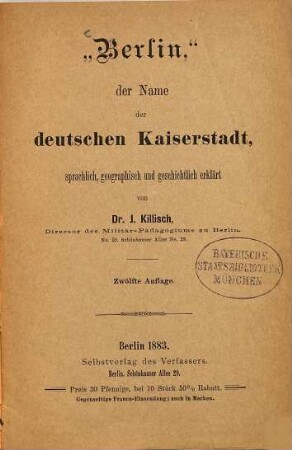 „Berlin,“
der Name
der
deutschen Kaiserstadt,
sprachlich, geographisch und geschichtlich erklärt
von
Dr. J. Killisch,
Director des Militär-Pädagogiums zu Berlin.
No. 29. Schönhauser Allee No. 29.
Zwölfte Auflage.
BAYERISCHE
STAATSBIBLIOTHEK
MÜNCHEN
Berlin 1883.
Selbstverlag des Verfassers.
Berlin. Schönhauser Allee 29.
Preis 30 Pfennige, bei 10 Stück 50% Rabatt.
Gegenseitige Franco-Einsendung; auch in Marken.